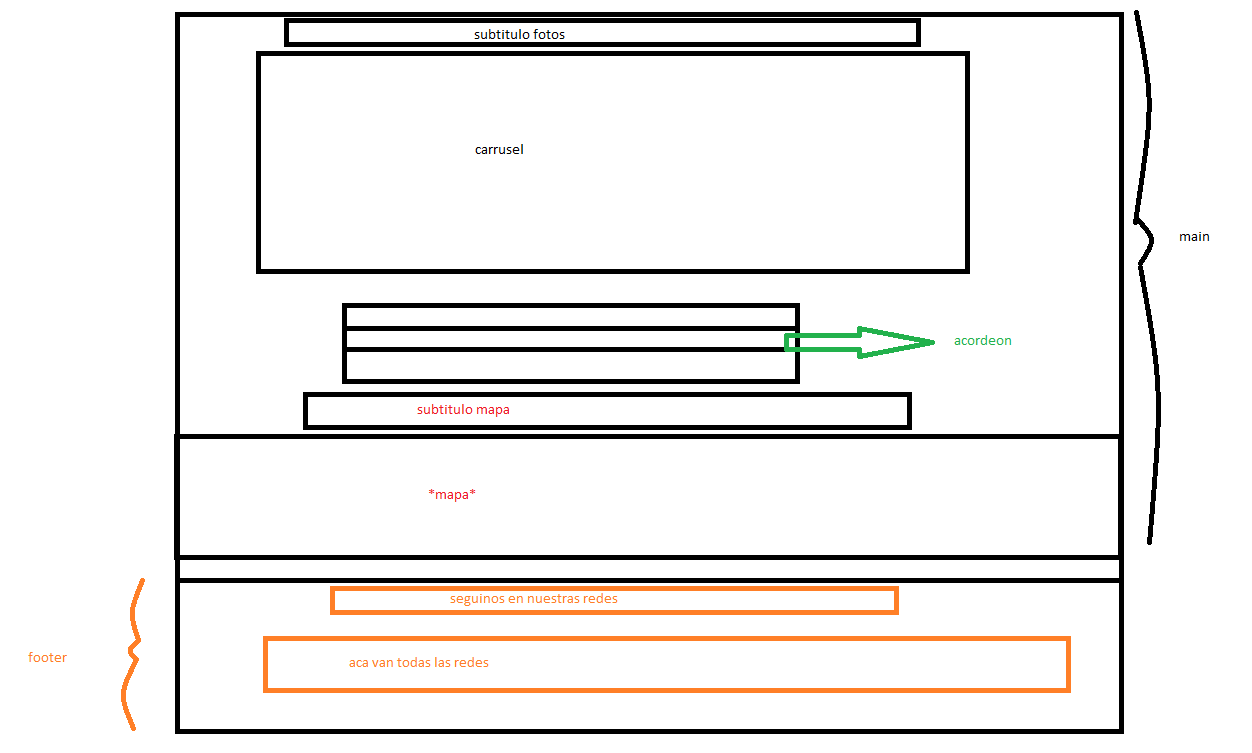 subtitulo fotos
carrusel
main
acordeon
subtitulo mapa
*mapa*
seguinos en nuestras redes
footer
aca van todas las redes